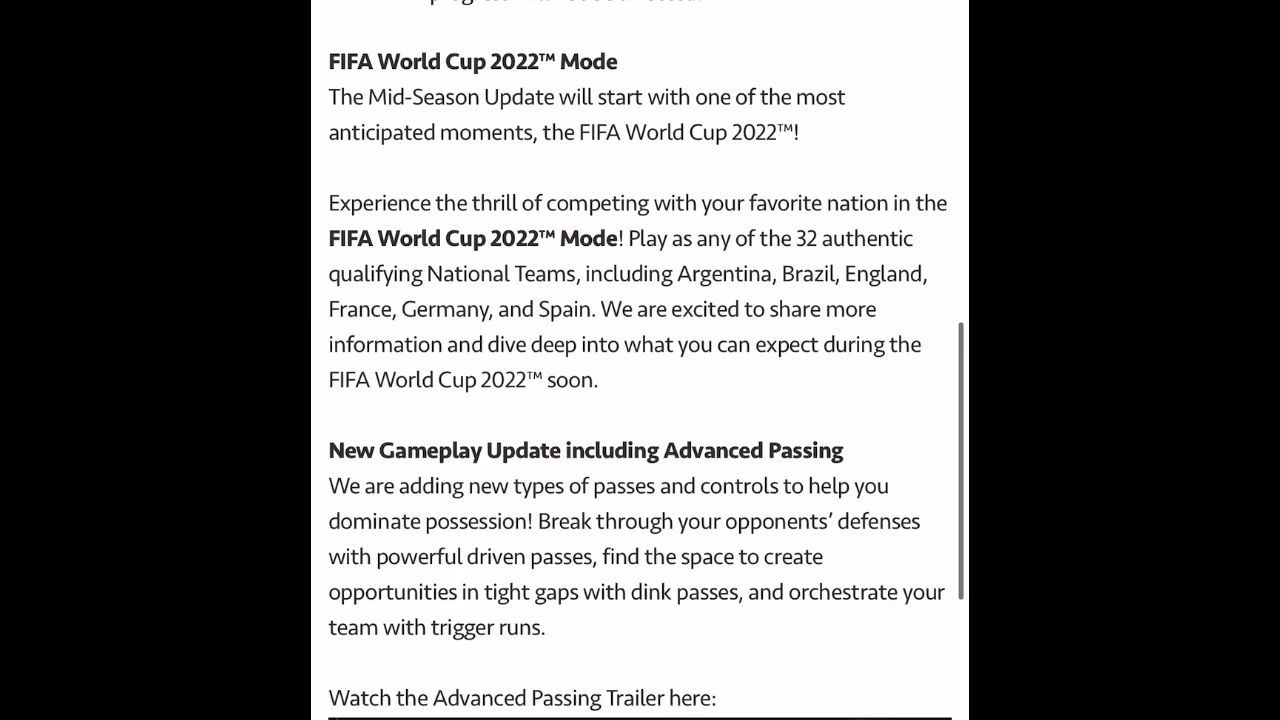 FIFA World Cup 2022™ Mode
The Mid-Season Update will start with one of the most
anticipated moments, the FIFA World Cup 2022™!
Experience the thrill of competing with your favorite nation in the
FIFA World Cup 2022™ Mode! Play as any of the 32 authentic
qualifying National Teams, including Argentina, Brazil, England,
France, Germany, and Spain. We are excited to share more
information and dive deep into what you can expect during the
FIFA World Cup 2022™ soon.
New Gameplay Update including Advanced Passing
We are adding new types of passes and controls to help you
dominate possession! Break through your opponents’ defenses
with powerful driven passes, find the space to create
opportunities in tight gaps with dink passes, and orchestrate your
team with trigger runs.
Watch the Advanced Passing Trailer here: